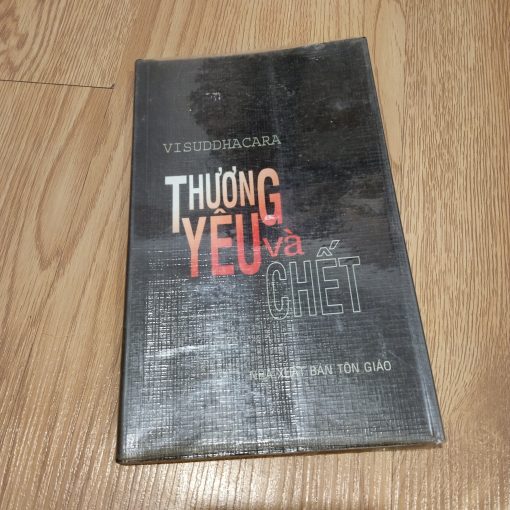 VISUDDHACARA
THƯƠNG
YÊU và
CHẾT
NHÀ XUẤT BẢN TÔN GIÁO